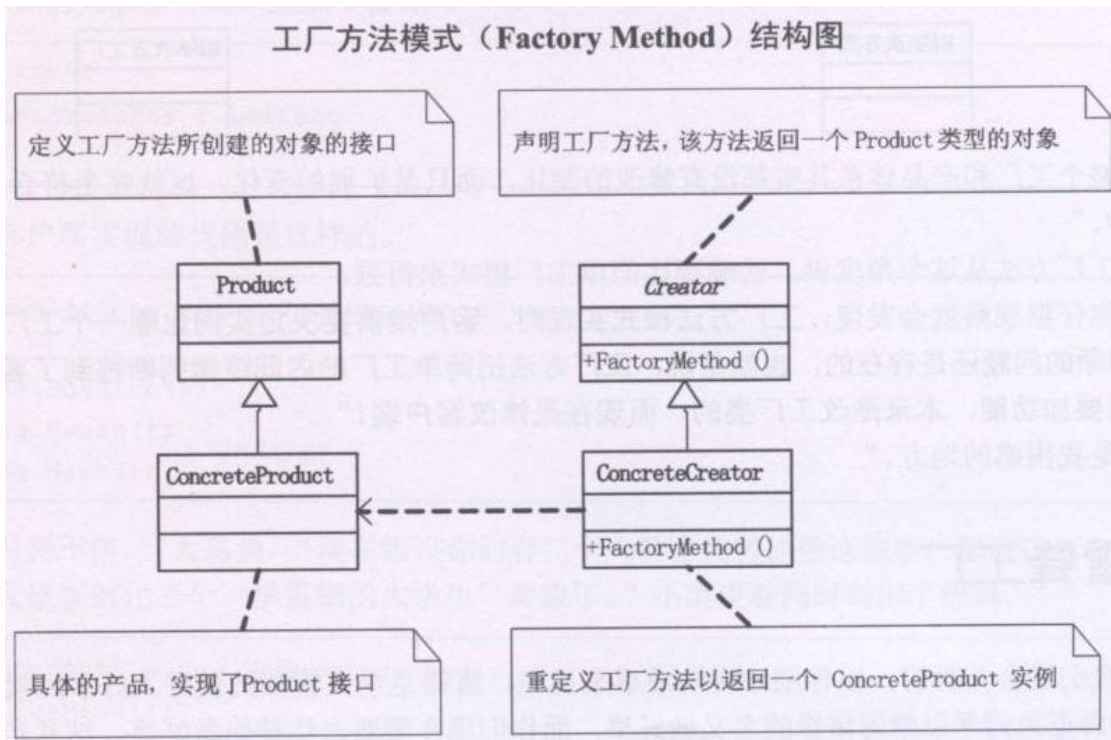 工厂方法模式（Factory Method）结构图
定义工厂方法所创建的对象的接口
声明工厂方法，该方法返回一个 Product 类型的对象
Product
Creator
+FactoryMethod ()
ConcreteProduct
ConcreteCreator
+FactoryMethod ()
具体的产品，实现了Product 接口
重定义工厂方法以返回一个 ConcreteProduct 实例